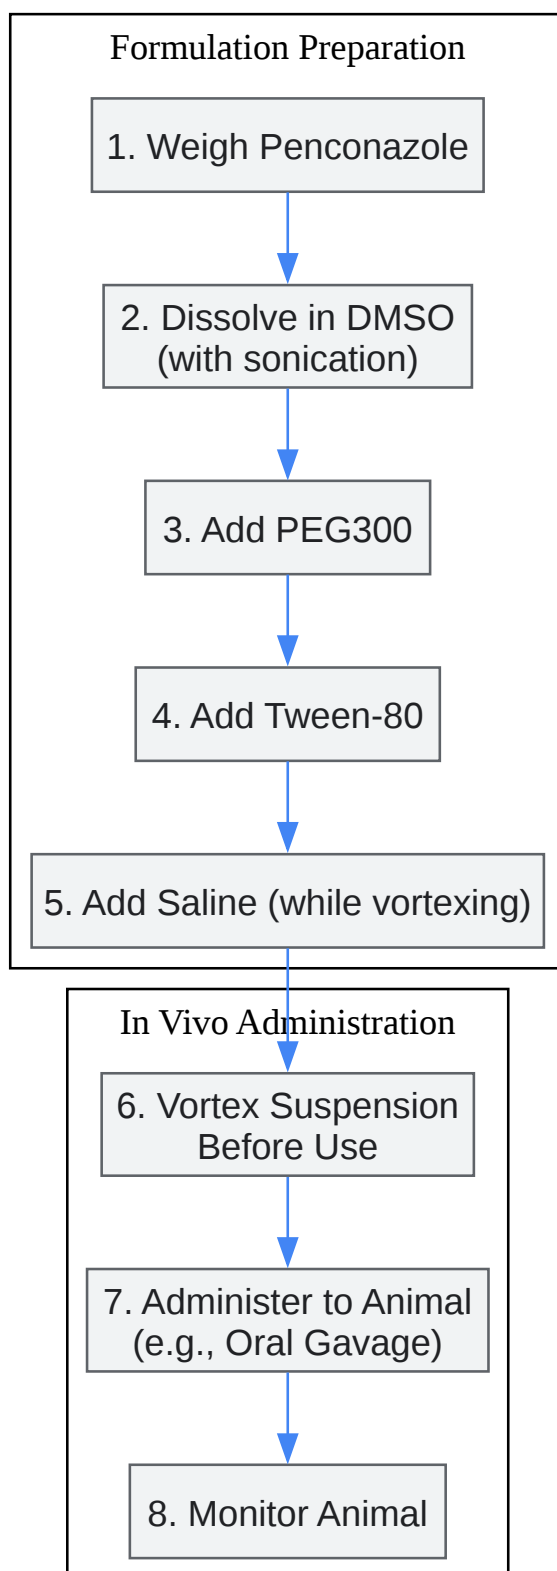 Formulation Preparation
1. Weigh Penconazole
2. Dissolve in DMSO
(with sonication)
3. Add PEG300
4. Add Tween-80
5. Add Saline (while vortexing)
In Vivo Administration
6. Vortex Suspension
Before Use
7. Administer to Animal
(e.g., Oral Gavage)
8. Monitor Animal